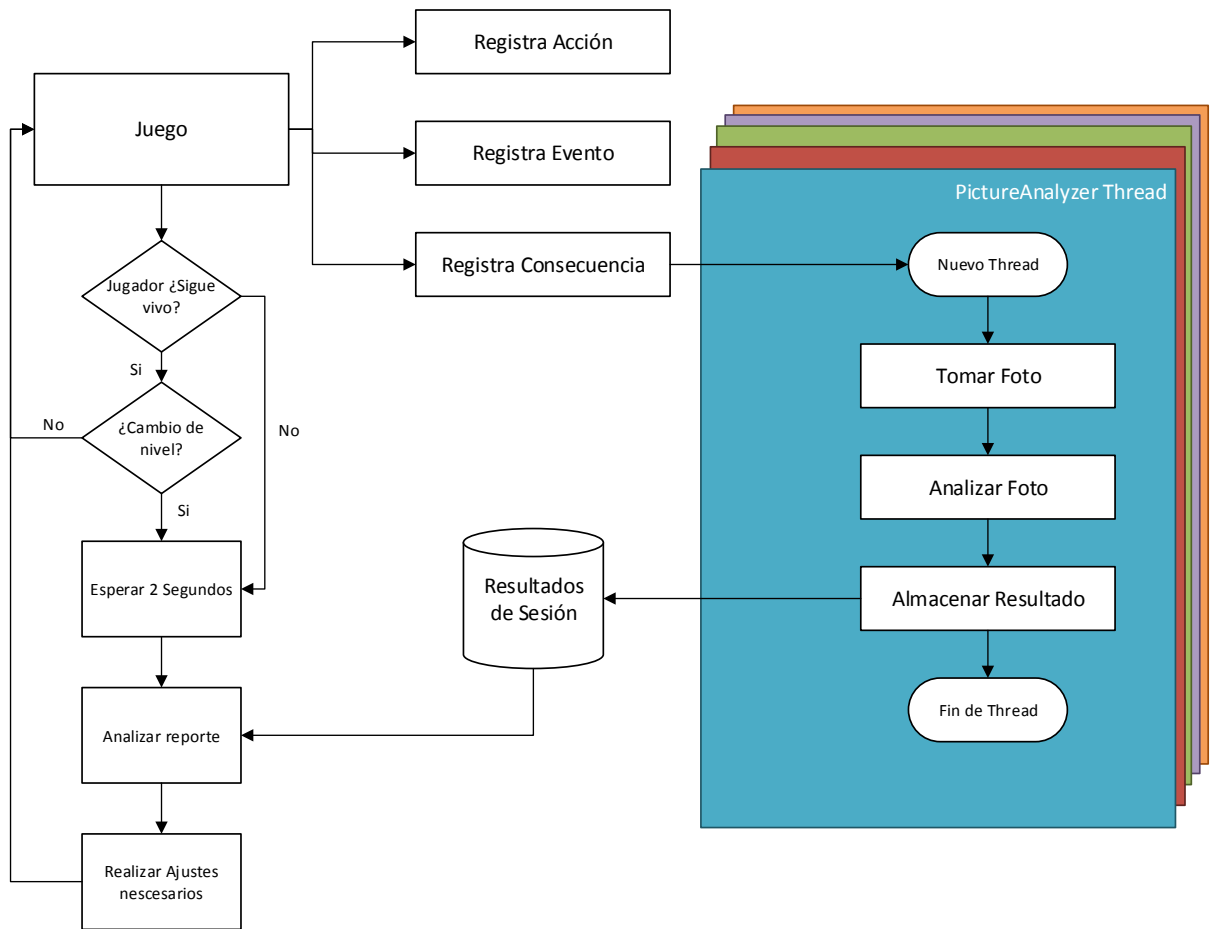 Registra Acción
Juego
Registra Evento
PictureAnalyzer Thread
Registra Consecuencia
Nuevo Thread
Jugador ¿Sigue
vivo?
Si
Tomar Foto
No
¿Cambio de
nivel?
No
Analizar Foto
Si
Esperar 2 Segundos
Resultados
de Sesión
Almacenar Resultado
Analizar reporte
Fin de Thread
Realizar Ajustes
nescesarios